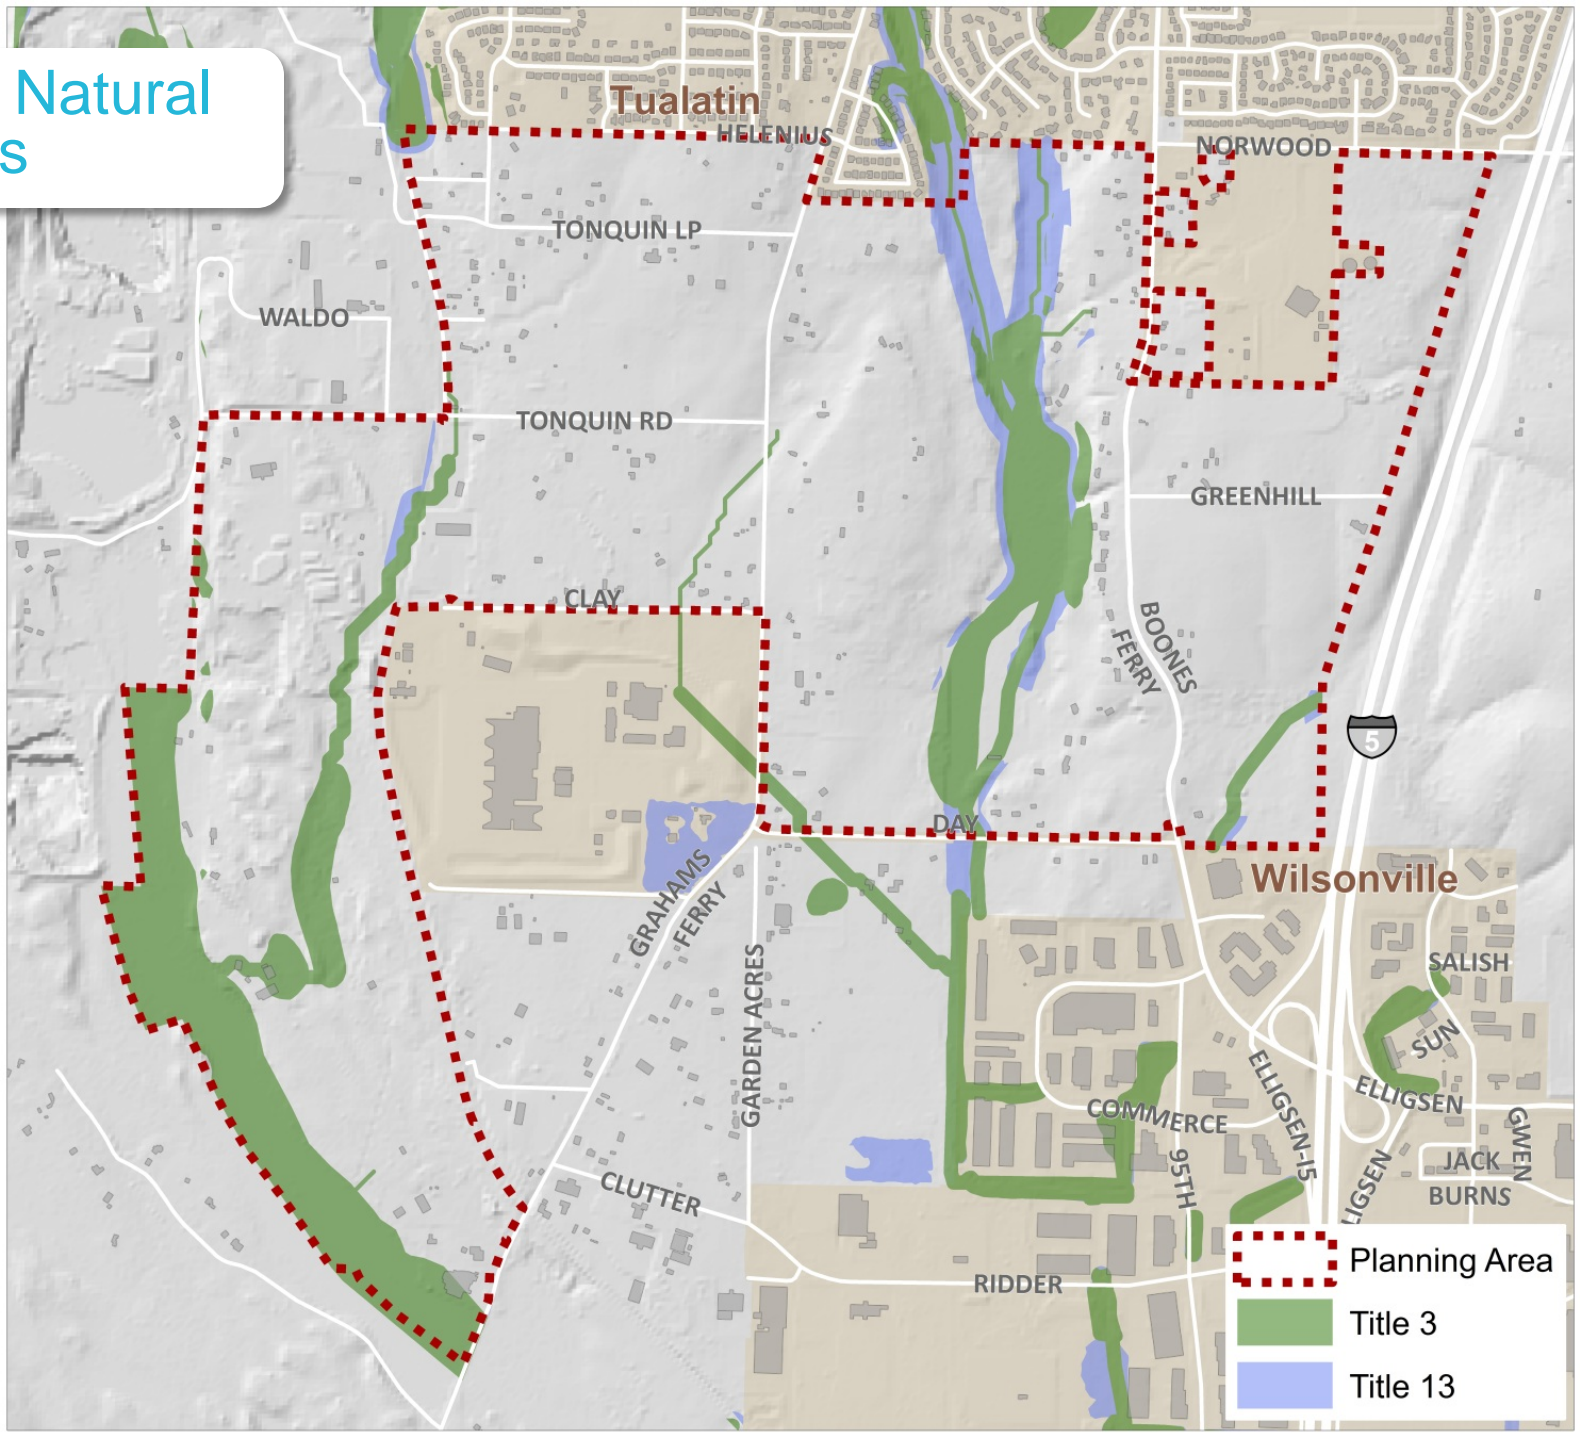 Natural
s
Tualatin
HELENIUS
NORWOOD
TONQUIN LP
WALDO
TONQUIN RD
GREENHILL
CLAY
BOONES
FERRY
5
DAY
Wilsonville
GRAHAMS
FERRY
SALISH
GARDEN ACRES
SUN
ELLIGSEN
ELLIGSEN-I5
COMMERCE
GWEN
95TH
JACK
BURNS
CLUTTER
LIGSEN
RIDDER
Planning Area
Title 3
Title 13